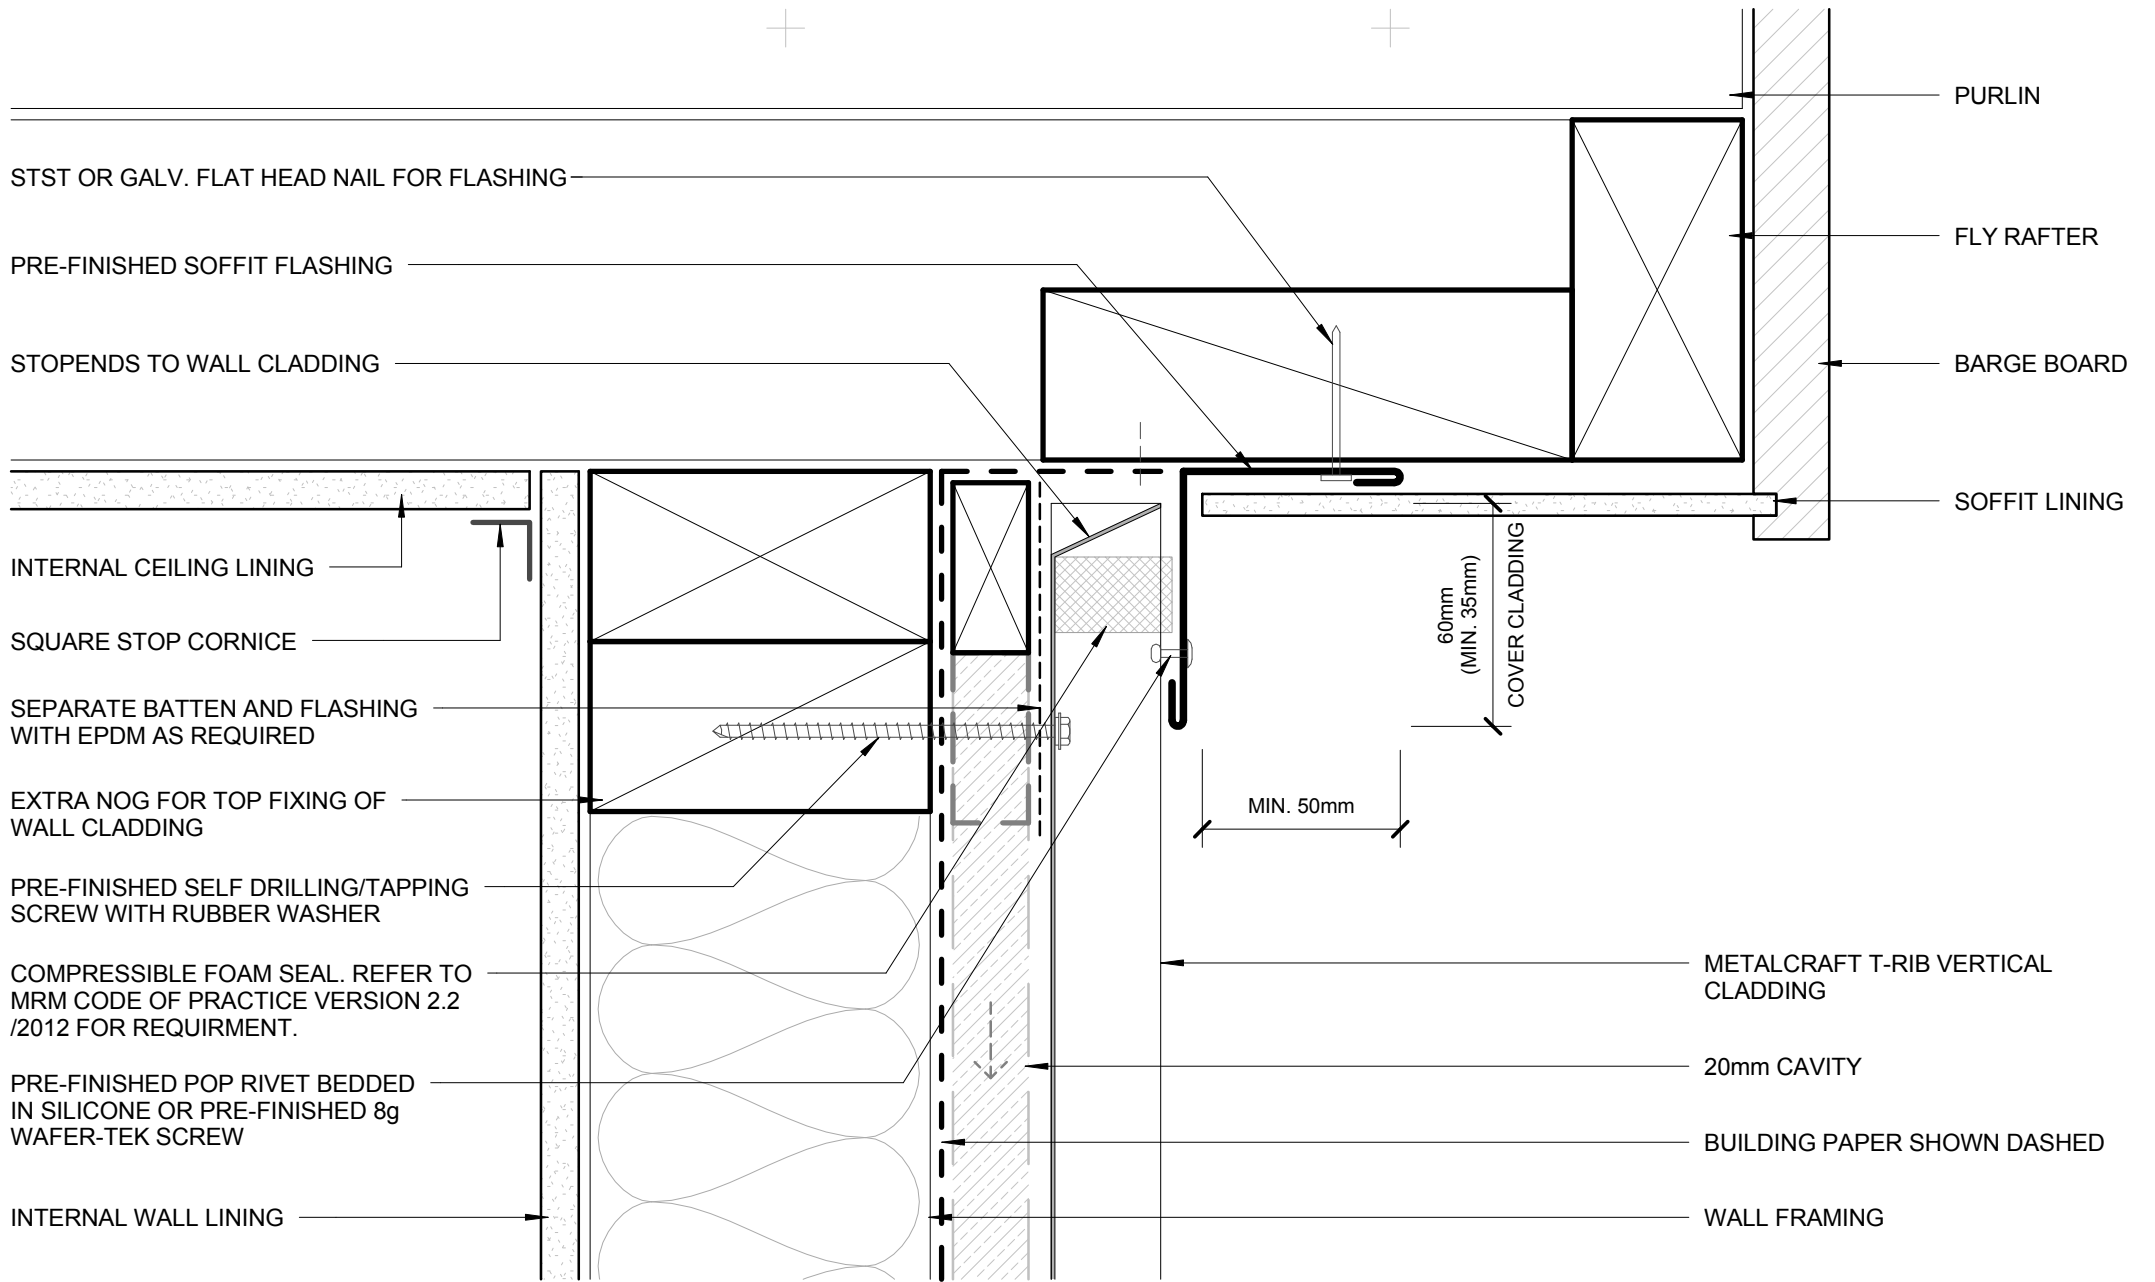 STST OR GALV. FLAT HEAD NAIL FOR FLASHING
PRE-FINISHED SOFFIT FLASHING
STOPENDS TO WALL CLADDING
INTERNAL CEILING LINING
SQUARE STOP CORNICE
SEPARATE BATTEN AND FLASHING
WITH EPDM AS REQUIRED
EXTRA NOG FOR TOP FIXING OF
WALL CLADDING
PRE-FINISHED SELF DRILLING/TAPPING
SCREW WITH RUBBER WASHER
COMPRESSIBLE FOAM SEAL. REFER TO
MRM CODE OF PRACTICE VERSION 2.2
/2012 FOR REQUIRMENT.
PRE-FINISHED POP RIVET BEDDED
IN SILICONE OR PRE-FINISHED 8g
WAFER-TEK SCREW
INTERNAL WALL LINING
60mm
(MIN. 35mm)
COVER CLADDING
MIN. 50mm
PURLIN
FLY RAFTER
BARGE BOARD
SOFFIT LINING
METALCRAFT T-RIB VERTICAL
CLADDING
20mm CAVITY
BUILDING PAPER SHOWN DASHED
WALL FRAMING